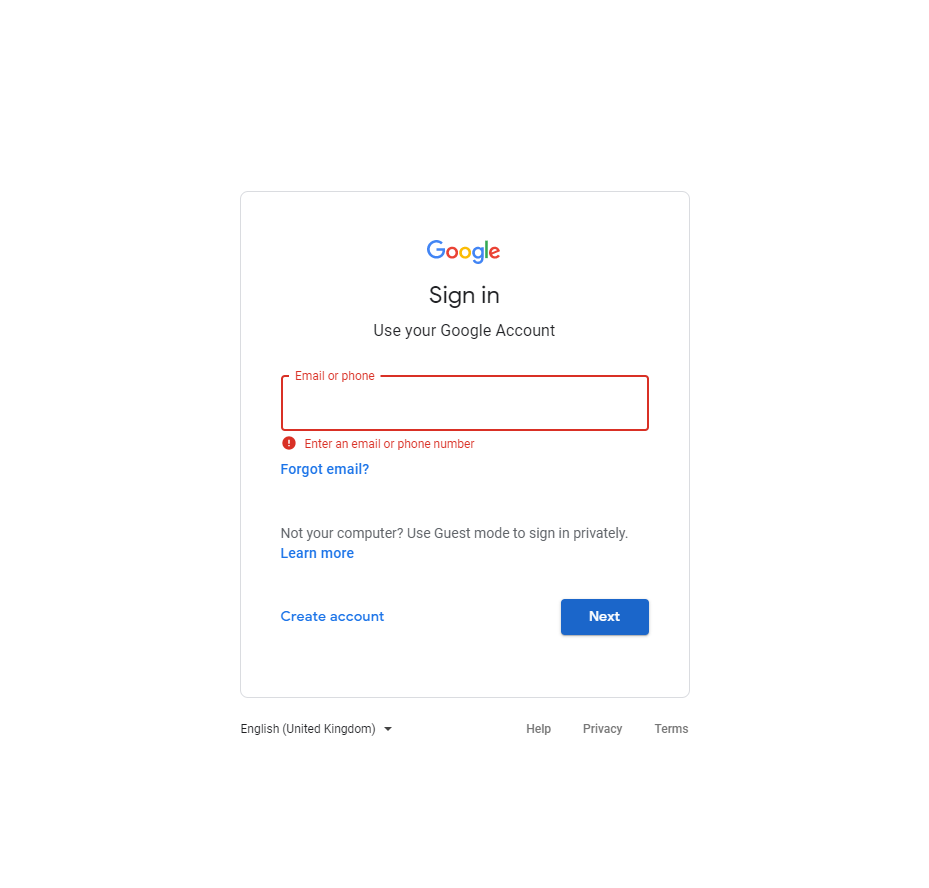 Google
Sign in
Use your Google Account
Email or phone
Enter an email or phone number
Forgot email?
Not your computer? Use Guest mode to sign in privately.
Learn more
Create account
Next
English (United Kingdom)
Help
Privacy
Terms